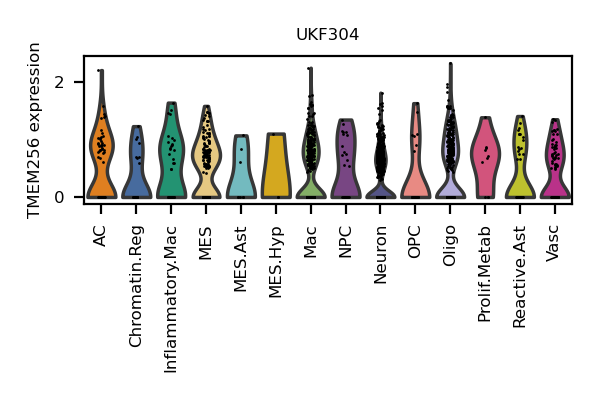 UKF304
TMEM256 expression
2
0
AC
Chromatin.Reg
Inflammatory.Mac
MES
MES.Ast
MES.Hyp
Mac
NPC
Neuron
OPC
Oligo
Prolif.Metab
Reactive.Ast
Vasc